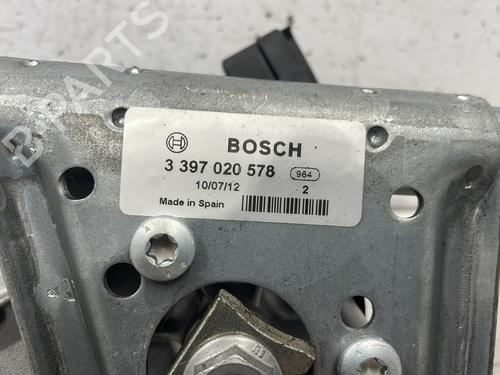 BOSCH
3 397 020 578 964
10/07/12 2
Made in Spain
B-PARTS